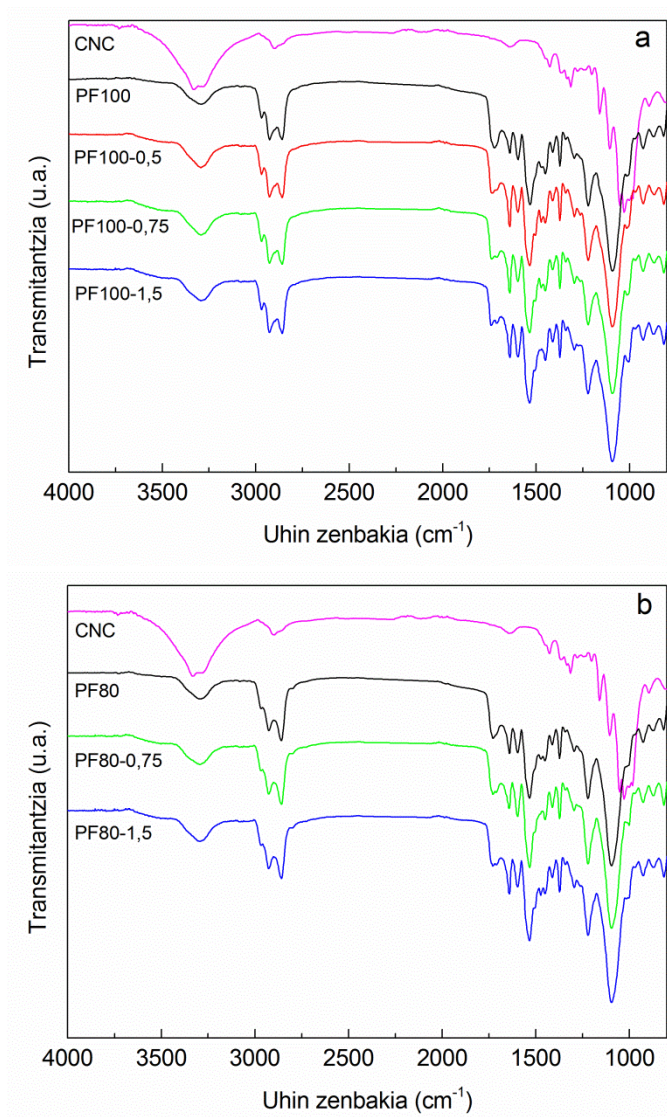 a
CNC
PF100
PF100-0,5
PF100-0,75
PF100-1,5
Transmitantzia (u.a.)
4000 3500 3000 2500 2000 1500 1000
Uhin zenbakia (cm⁻¹)
b
CNC
PF80
PF80-0,75
PF80-1,5
Transmitantzia (u.a.)
4000 3500 3000 2500 2000 1500 1000
Uhin zenbakia (cm⁻¹)